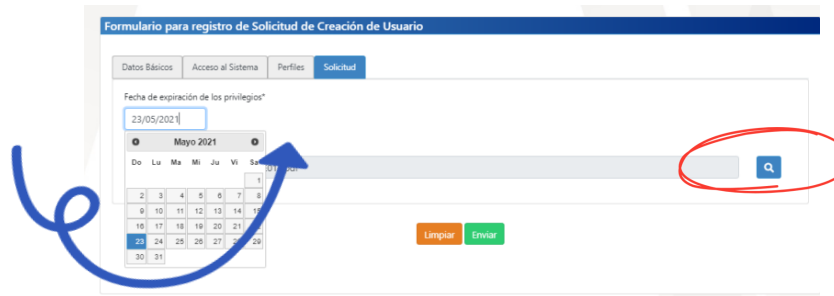 Formulario para registro de Solicitud de Creación de Usuario
Datos Básicos Acceso al Sistema Perfiles Solicitud
Fecha de expiración de los privilegios*
23/05/2021
Mayo 2021
Do Lu Ma Mi Ju Vi Sa
1
2 3 4 5 6 7 8
9 10 11 12 13 14 15
16 17 18 19 20 21
23 24 25 26 27 28 29
30 31
Limpiar Enviar